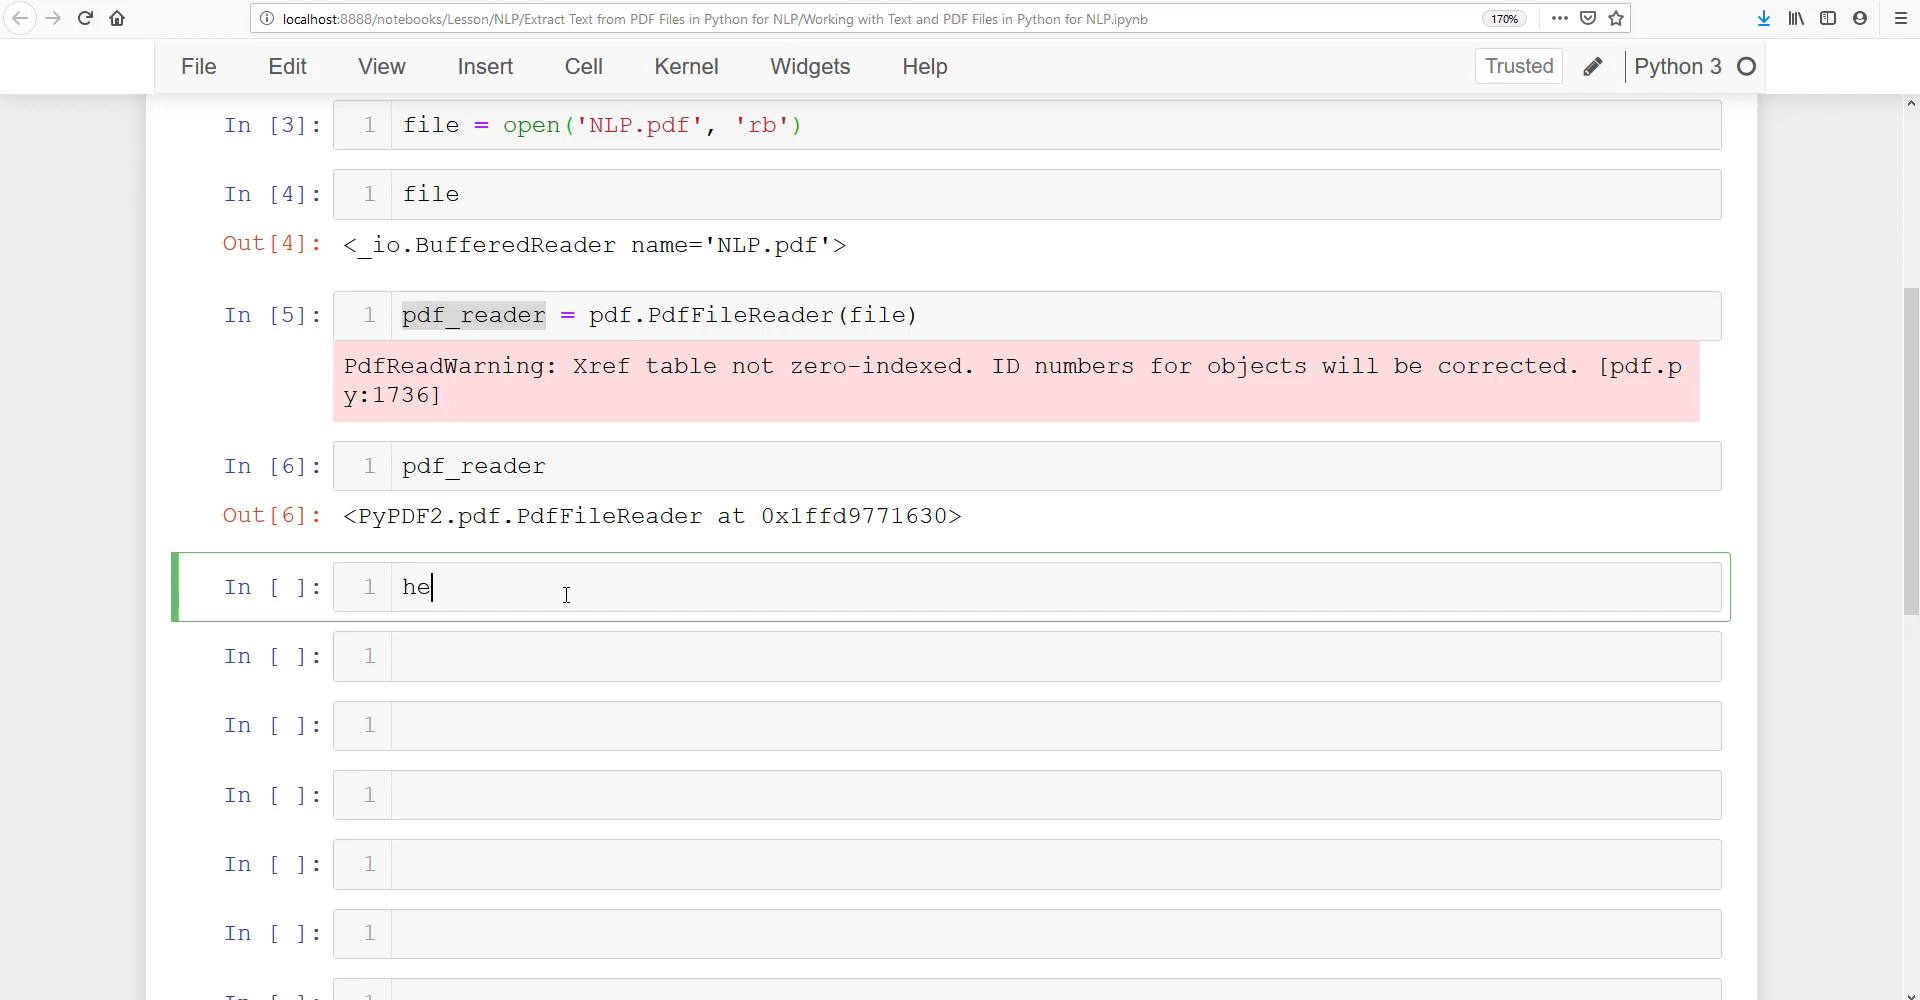 localhost:8888/notebooks/Lesson/NLP/Extract Text from PDF Files in Python for NLP/Working with Text and PDF Files in Python for NLP.ipynb 170%
File Edit View Insert Cell Kernel Widgets Help Trusted Python 3
In [3]: 1 file = open('NLP.pdf', 'rb')
In [4]: 1 file
Out[4]: <_io.BufferedReader name='NLP.pdf'>
In [5]: 1 pdf_reader = pdf.PdfFileReader(file)
PdfReadWarning: Xref table not zero-indexed. ID numbers for objects will be corrected. [pdf.p
y:1736]
In [6]: 1 pdf_reader
Out[6]: <PyPDF2.pdf.PdfFileReader at 0x1ffd9771630>
In [ ]: 1 he
In [ ]: 1
In [ ]: 1
In [ ]: 1
In [ ]: 1
In [ ]: 1